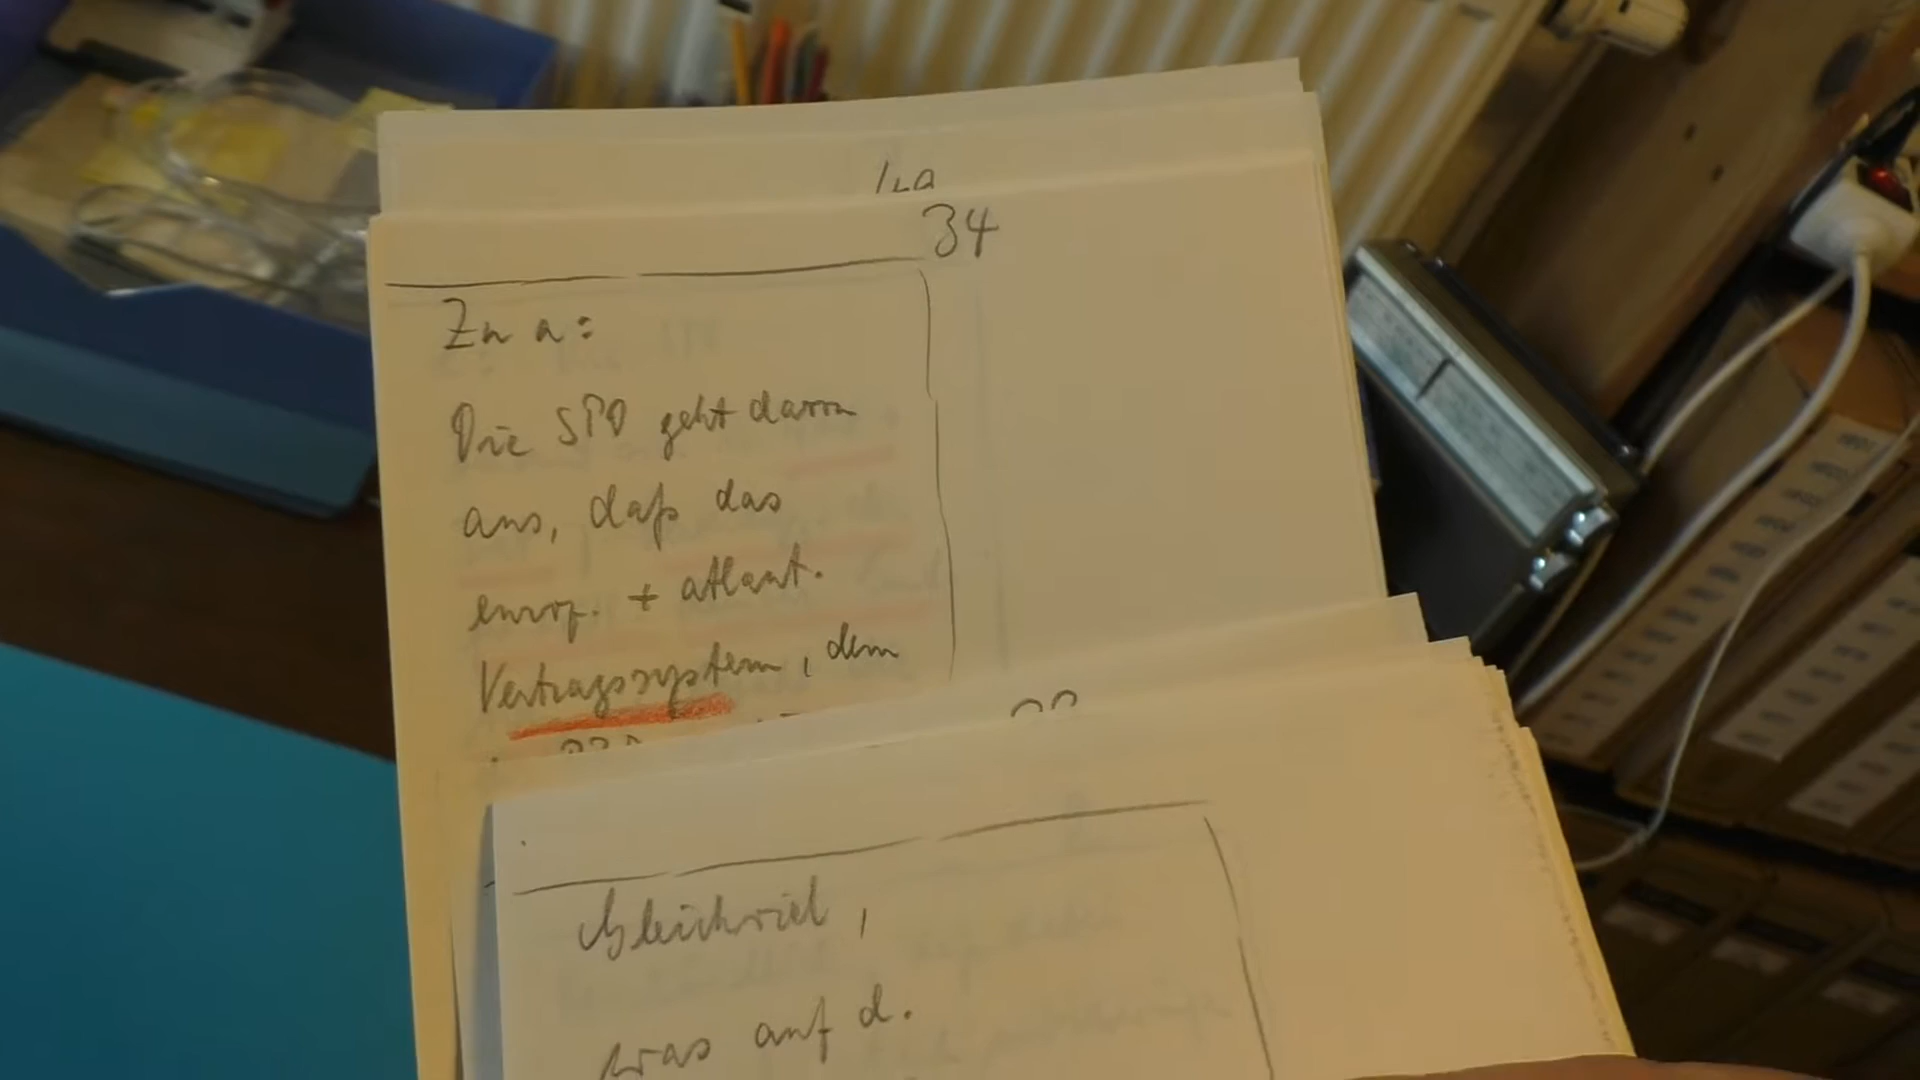 34
Zu a:
Die SPD geht davon
aus, daß das
europ. + atlant.
Vertragssystem, dem
Gleichviel,
was auf d.